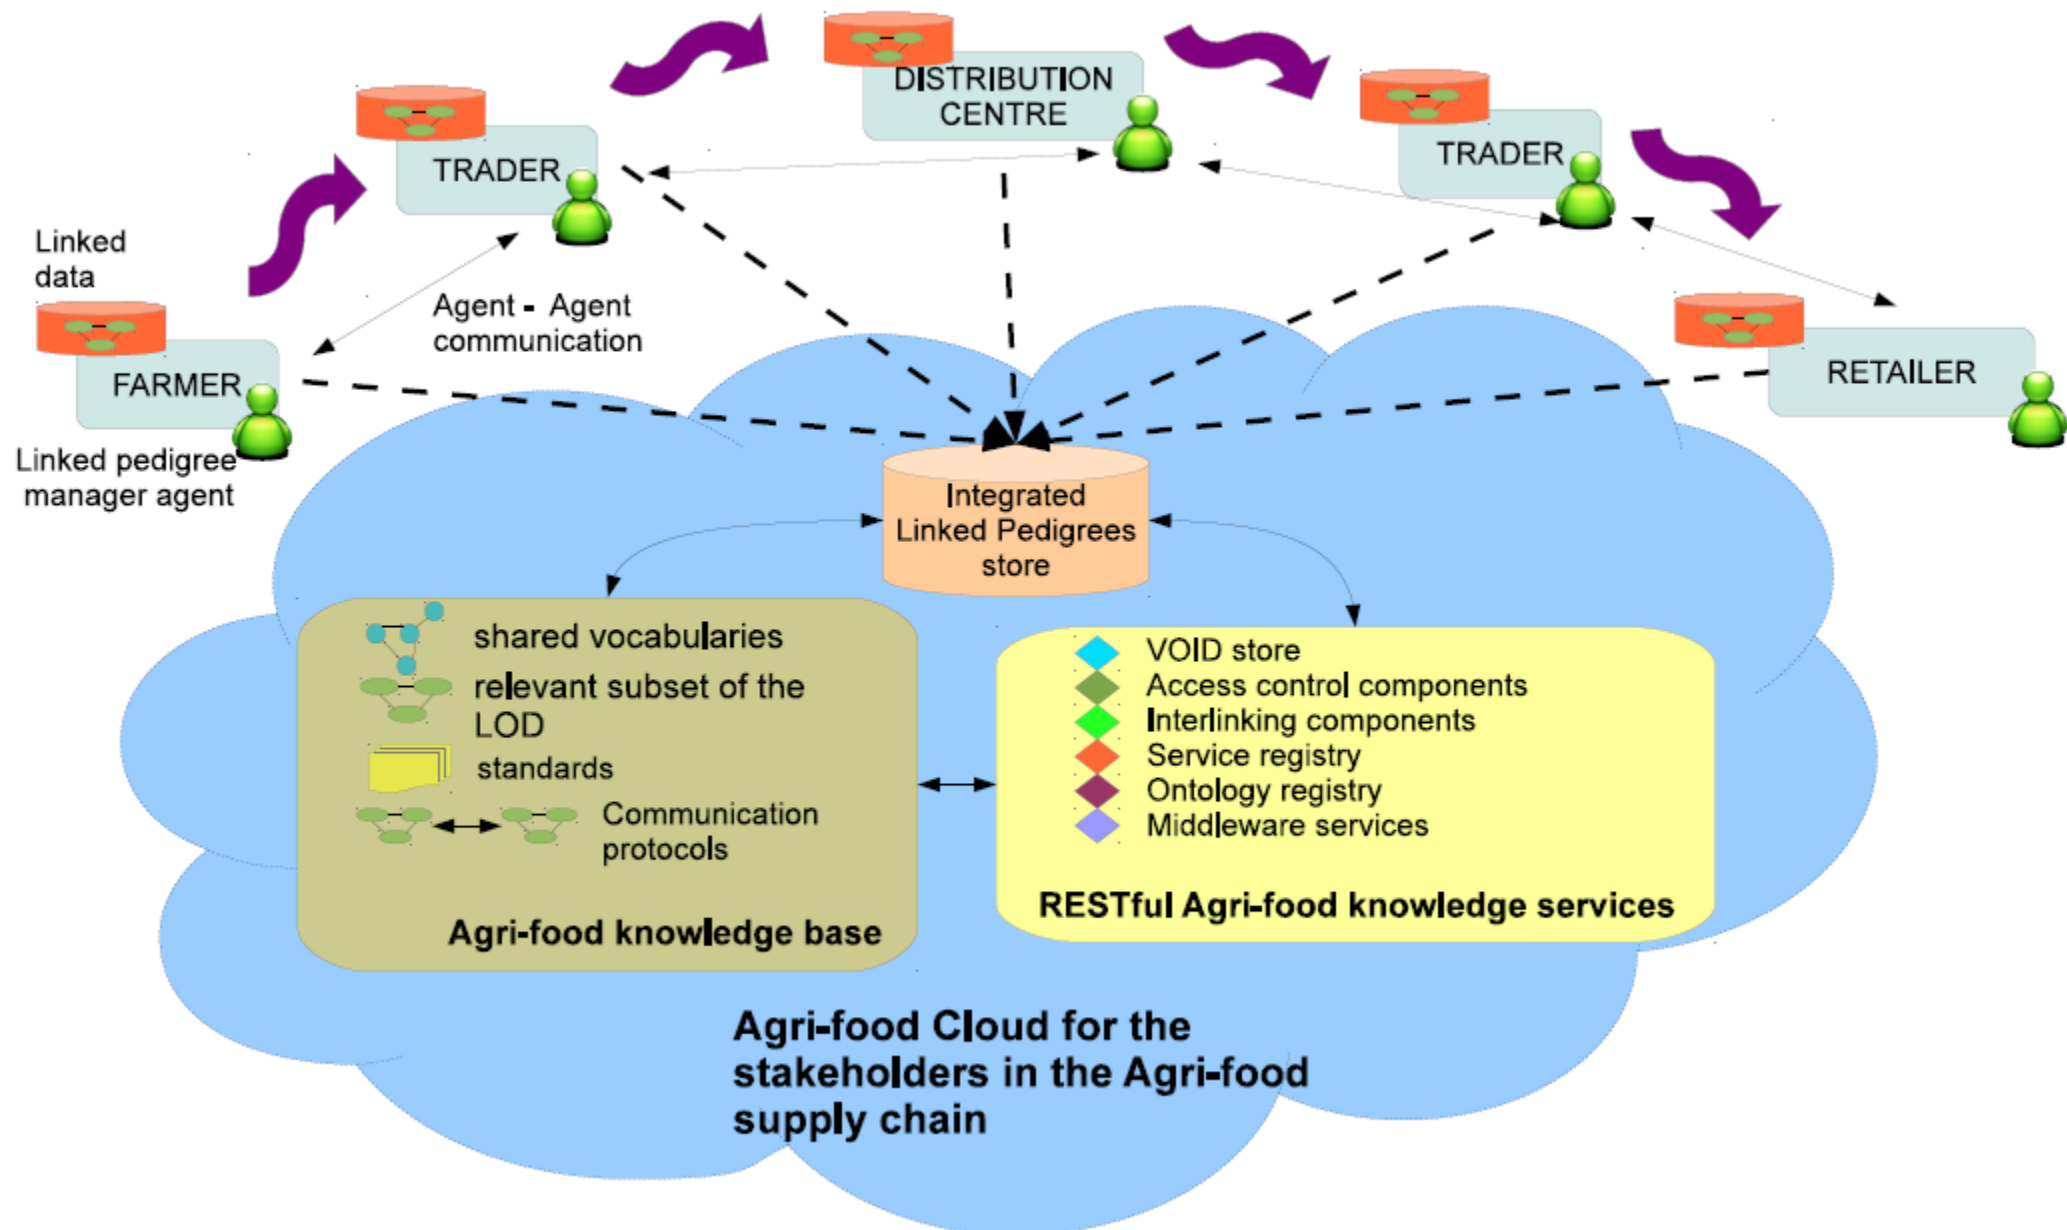 DISTRIBUTION
CENTRE
TRADER
TRADER
Linked
data
Agent - Agent
communication
FARMER
RETAILER
Linked pedigree
manager agent
Integrated
Linked Pedigrees
store
shared vocabularies
relevant subset of the
LOD
standards
Communication
protocols
Agri-food knowledge base
VOID store
Access control components
Interlinking components
Service registry
Ontology registry
Middleware services
RESTful Agri-food knowledge services
Agri-food Cloud for the
stakeholders in the Agri-food
supply chain